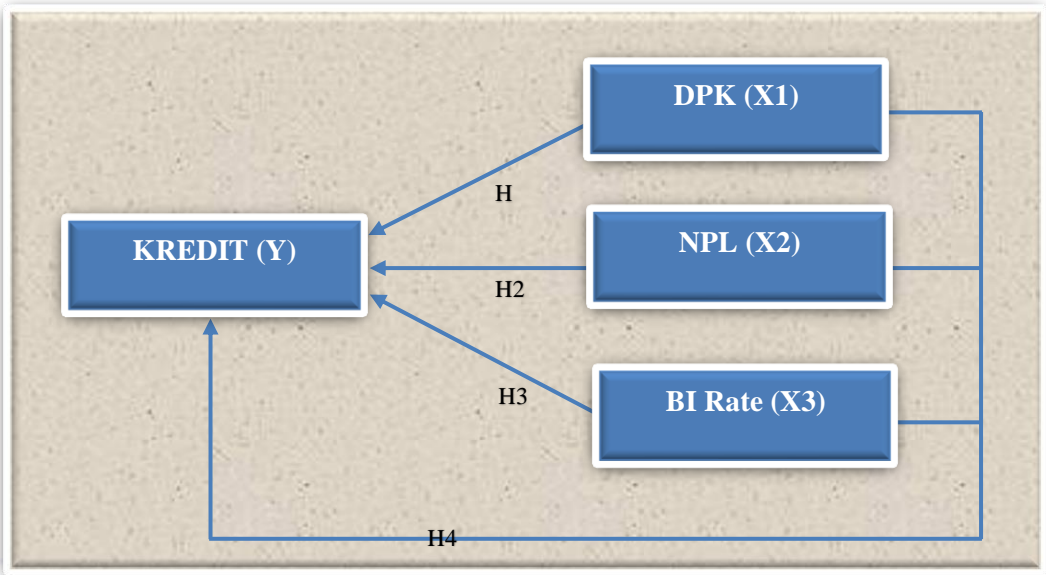 DPK (X1)
H
KREDIT (Y)
NPL (X2)
H2
BI Rate (X3)
H3
H4